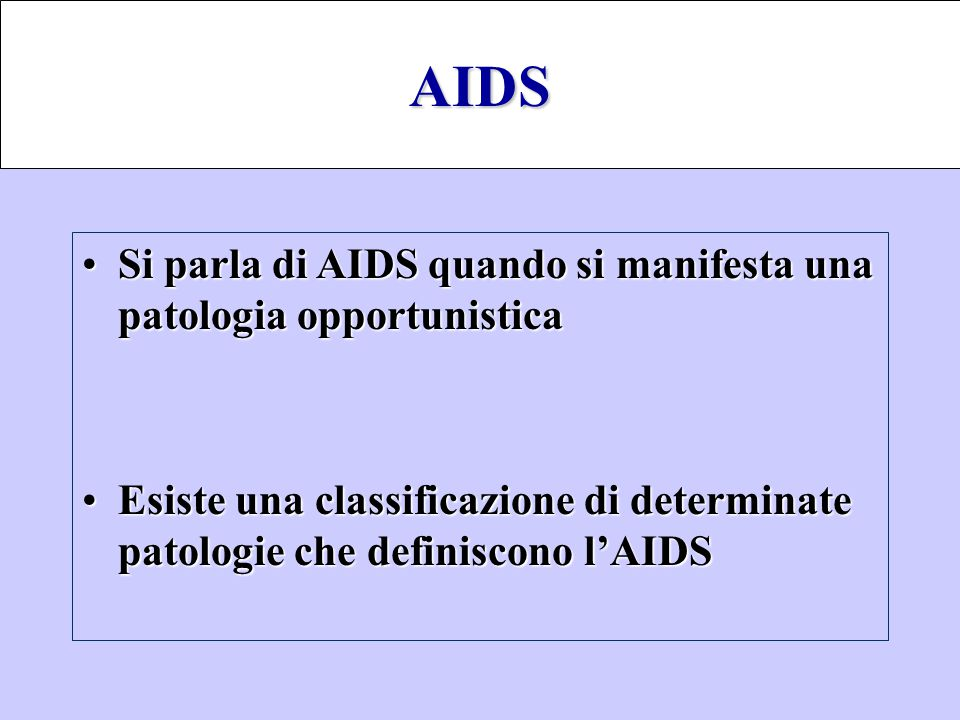 AIDS
• Si parla di AIDS quando si manifesta una
patologia opportunistica
• Esiste una classificazione di determinate
patologie che definiscono l’AIDS